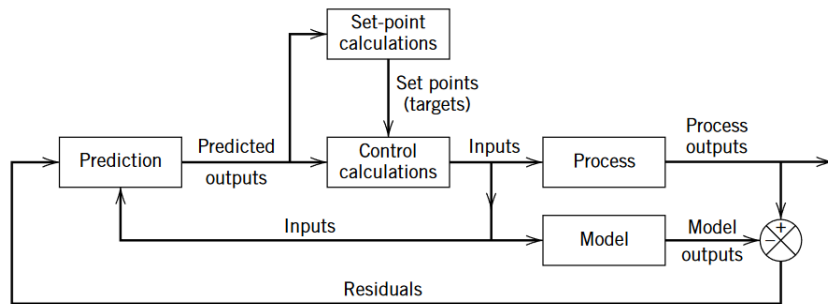 Set-point
calculations
Set points
(targets)
Prediction
Predicted
outputs
Control
calculations
Inputs
Process
Process
outputs
Inputs
Model
Model
outputs
+
−
Residuals